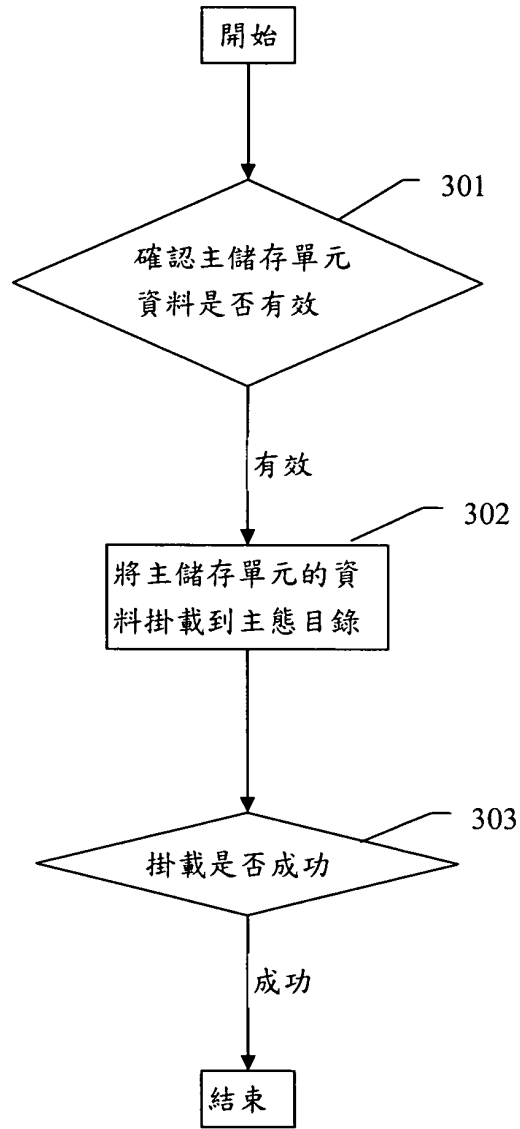 開始
301
確認主儲存單元
資料是否有效
有效
302
將主儲存單元的資
料掛載到主態目錄
303
掛載是否成功
成功
結束